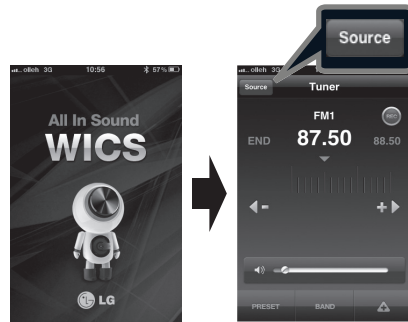 Source
olleh 3G 10:56 57%
All In Sound
WICS
LG
olleh 3G
Source Tuner
FM1 REC
END 87.50 88.50
- +
PRESET BAND